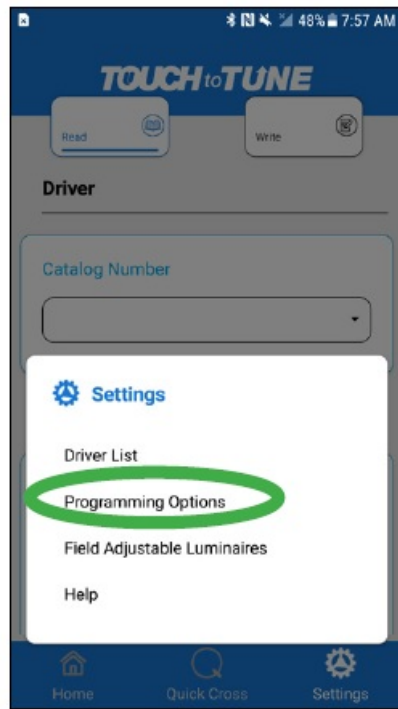 48% 7:57 AM
TOUCH to TUNE
Read
Write
Driver
Catalog Number
Settings
Driver List
Programming Options
Field Adjustable Luminaires
Help
Home
Quick Cross
Settings